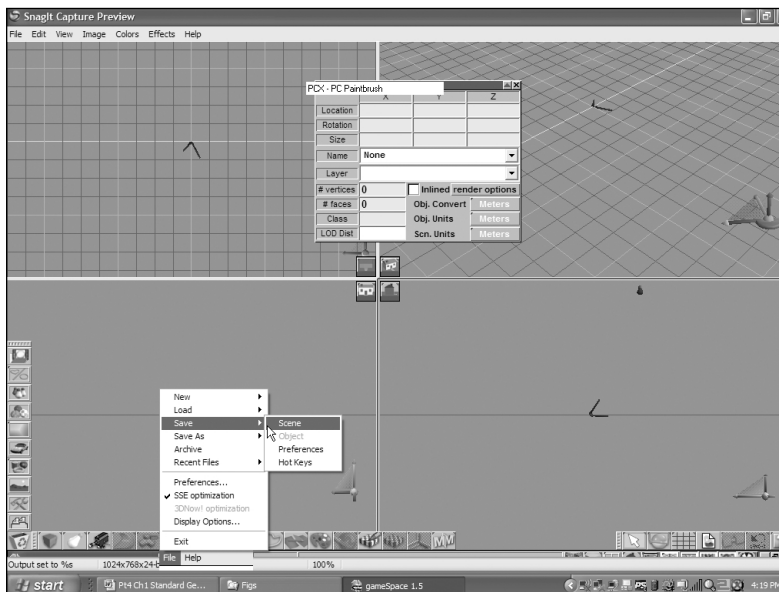 SnagIt Capture Preview
File Edit View Image Colors Effects Help
PCX - PC Paintbrush
X Y Z
Location
Rotation
Size
Name None
Layer
# vertices 0 Inlined render options
# faces 0 Obj. Convert Meters
Class Obj. Units Meters
LOD Dist Scn. Units Meters
New
Load
Save
Save As
Archive
Recent Files
Preferences...
SSE optimization
3DNow! optimization
Display Options...
Exit
Scene
Object
Preferences
Hot Keys
File Help
Output set to %s 1024x768x24-b 100%
start Pt4 Ch1 Standard Ge... Figs gameSpace 1.5 4:19 PM